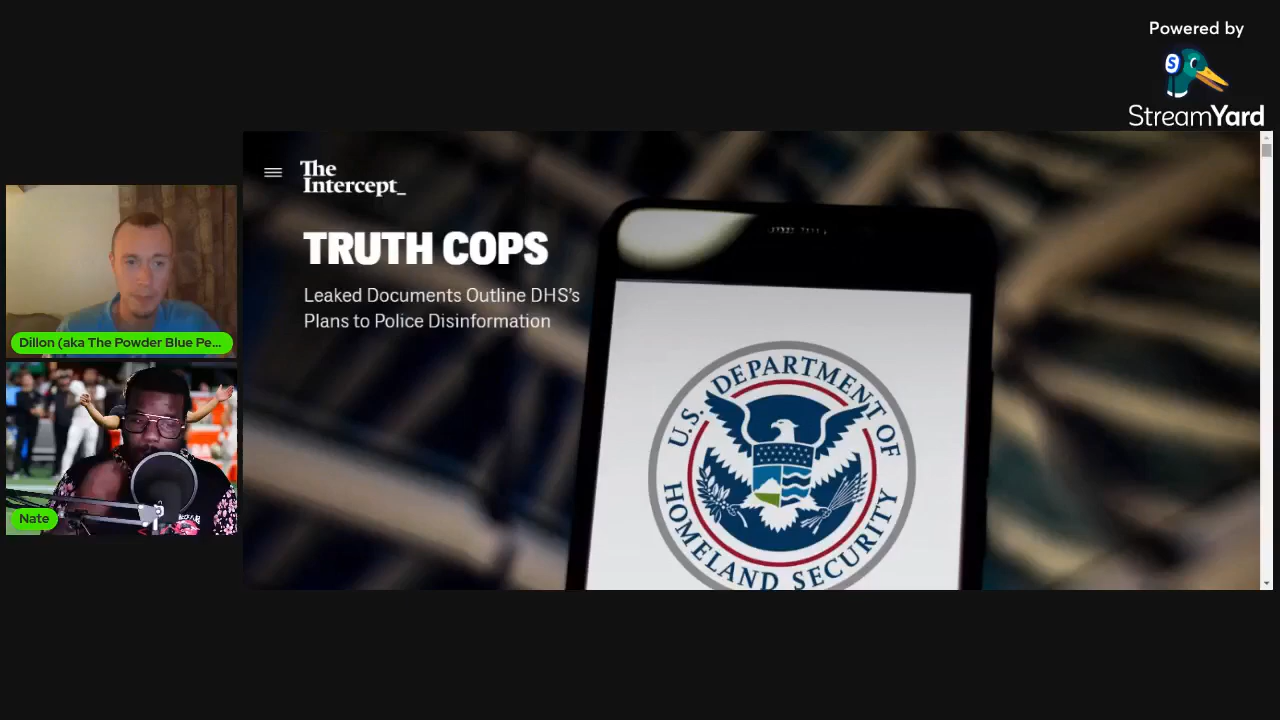 Powered by
S
StreamYard
The
Intercept_
TRUTH COPS
Leaked Documents Outline DHS's
Plans to Police Disinformation
U.S. DEPARTMENT OF
HOMELAND SECURITY
Dillon (aka The Powder Blue Pe...
Nate